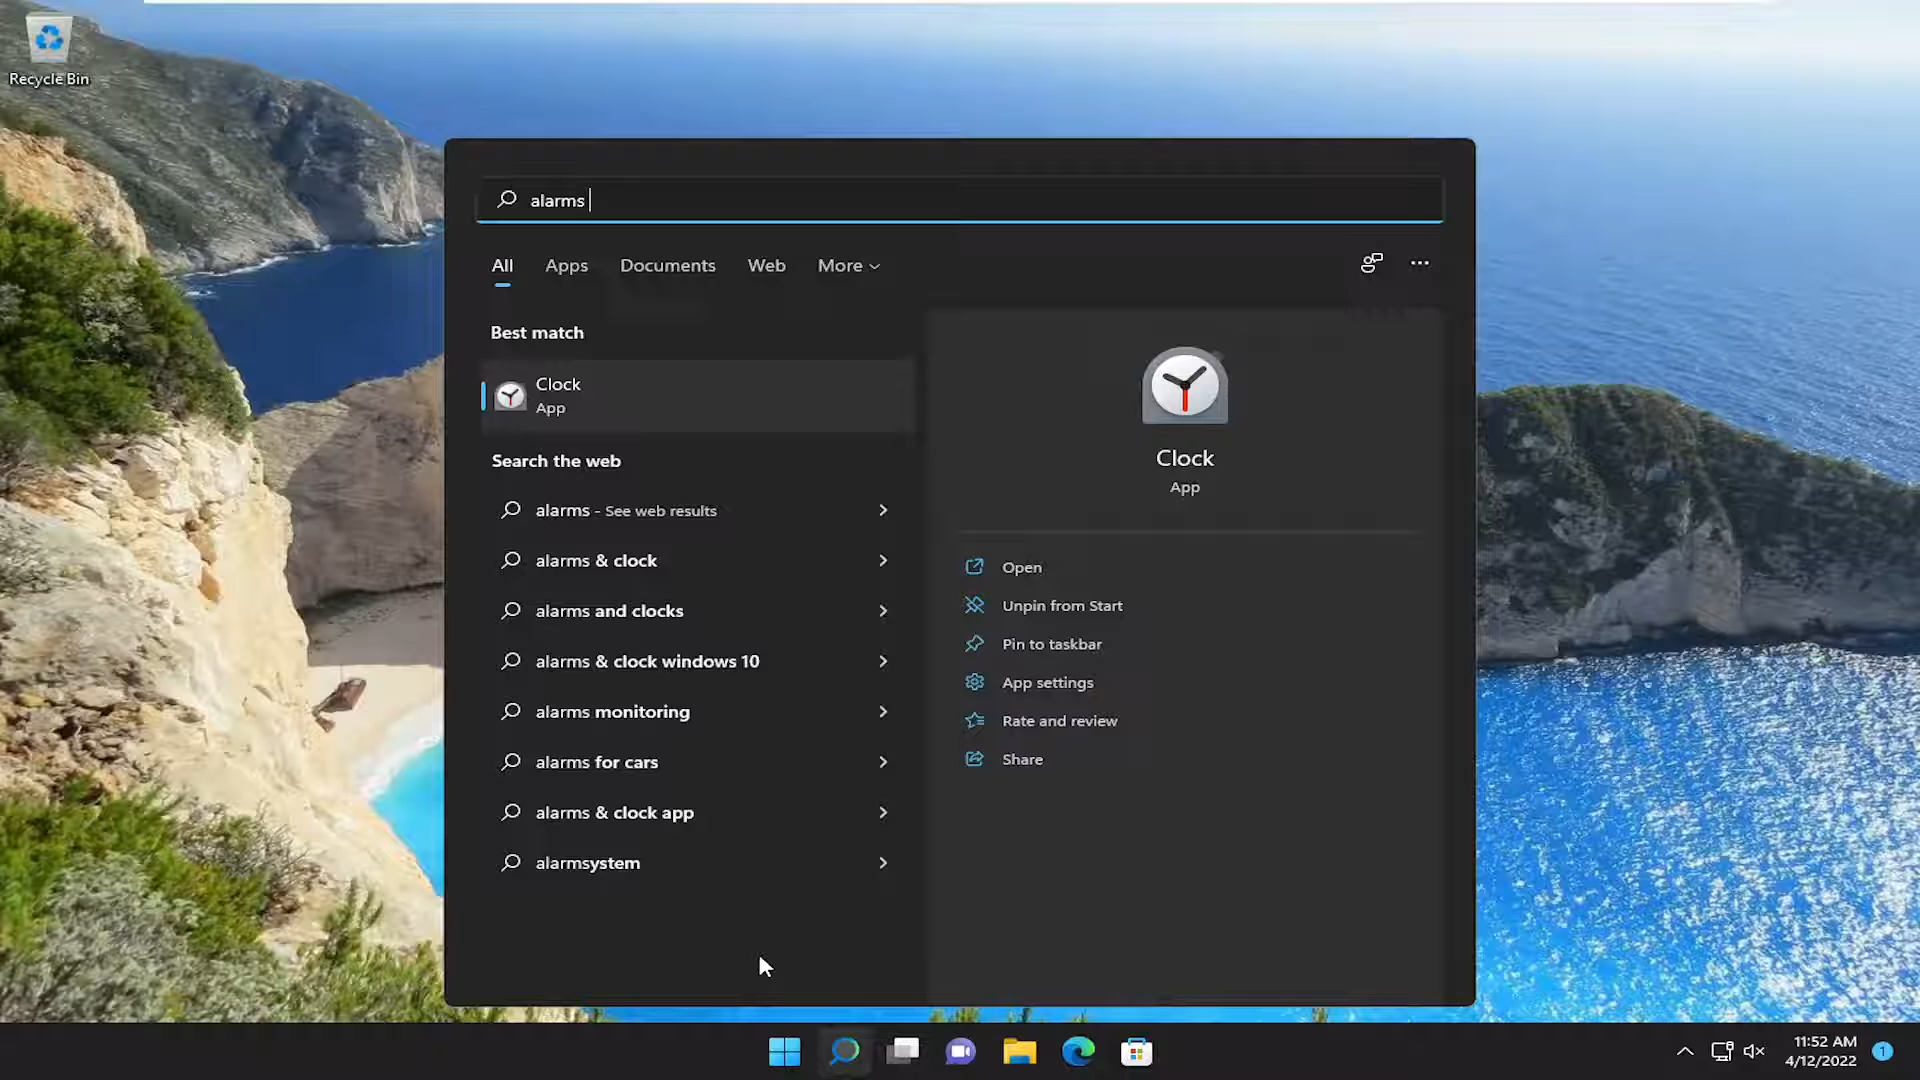 Recycle Bin
alarms
All Apps Documents Web More
Best match
Clock
App
Search the web
alarms - See web results
alarms & clock
alarms and clocks
alarms & clock windows 10
alarms monitoring
alarms for cars
alarms & clock app
alarmsystem
Clock
App
Open
Unpin from Start
Pin to taskbar
App settings
Rate and review
Share
11:52 AM
4/12/2022
1